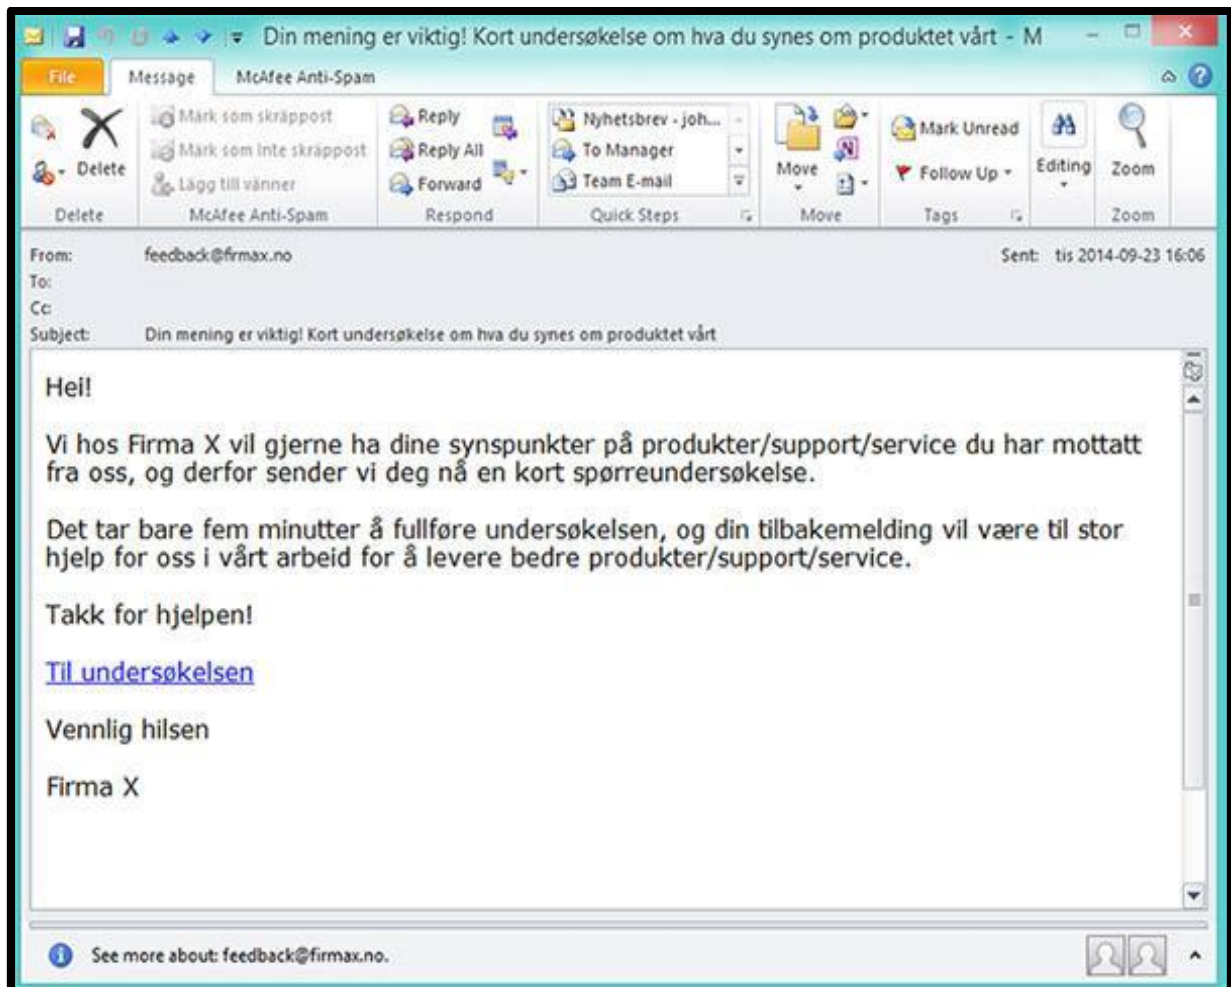 Din mening er viktig! Kort undersøkelse om hva du synes om produktet vårt - M
File Message McAfee Anti-Spam
Delete
Delete
Mark som skräppost
Mark som inte skräppost
Lägg till vänner
McAfee Anti-Spam
Reply
Reply All
Forward
Respond
Nyhetsbrev - joh...
To Manager
Team E-mail
Quick Steps
Move
Move
Mark Unread
Follow Up
Tags
Editing
Zoom
Zoom
From: feedback@firmax.no Sent: tis 2014-09-23 16:06
To:
Cc:
Subject: Din mening er viktig! Kort undersøkelse om hva du synes om produktet vårt
Hei!
Vi hos Firma X vil gjerne ha dine synspunkter på produkter/support/service du har mottatt
fra oss, og derfor sender vi deg nå en kort spørreundersøkelse.
Det tar bare fem minutter å fullføre undersøkelsen, og din tilbakemelding vil være til stor
hjelp for oss i vårt arbeid for å levere bedre produkter/support/service.
Takk for hjelpen!
Til undersøkelsen
Vennlig hilsen
Firma X
See more about: feedback@firmax.no.